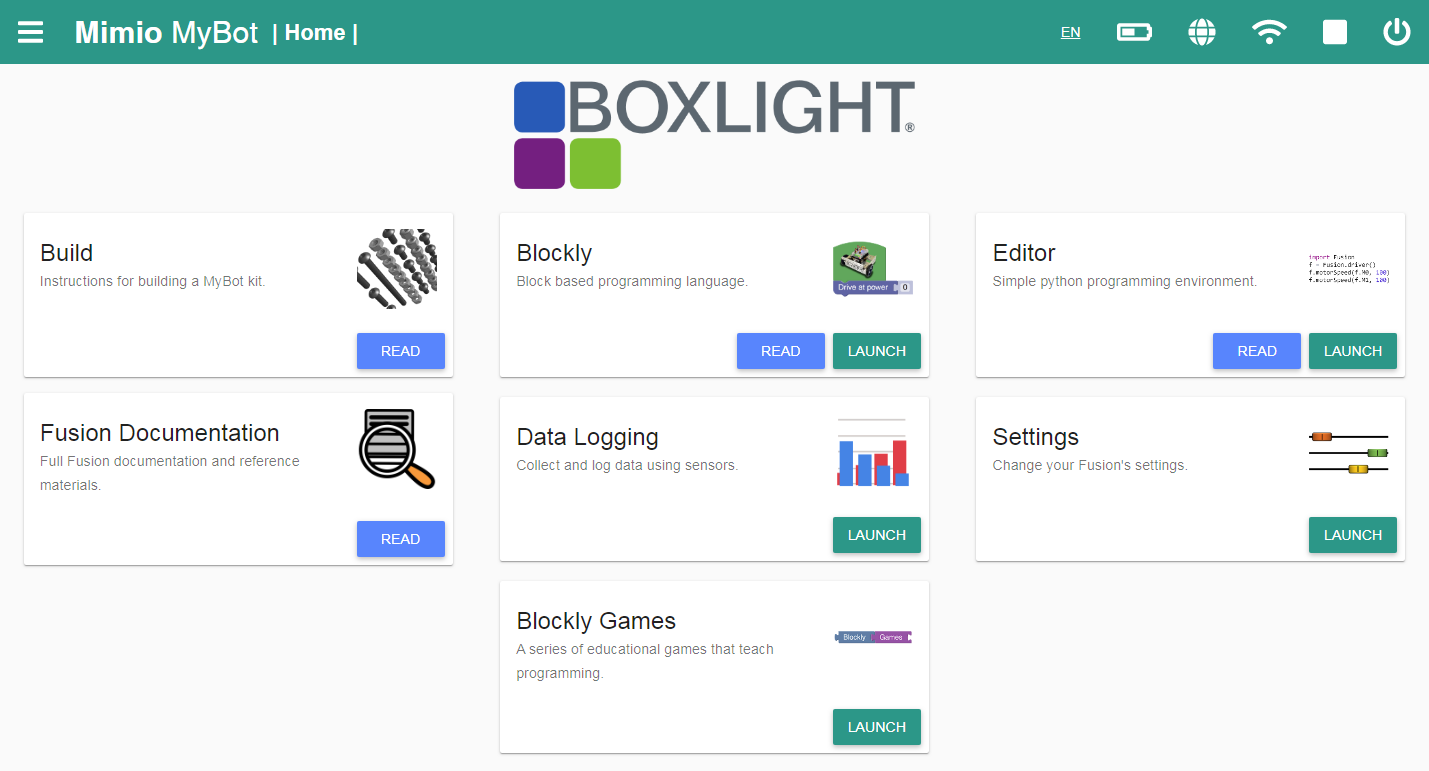 Mimio MyBot | Home |
EN
BOXLIGHT®
Build
Instructions for building a MyBot kit.
READ
Blockly
Block based programming language.
Drive at power 0
READ LAUNCH
Editor
Simple python programming environment.
import Fusion
f = Fusion.driver()
f.motorSpeed(f.M0, 100)
f.motorSpeed(f.M1, 100)
READ LAUNCH
Fusion Documentation
Full Fusion documentation and reference
materials.
READ
Data Logging
Collect and log data using sensors.
LAUNCH
Settings
Change your Fusion's settings.
LAUNCH
Blockly Games
A series of educational games that teach
programming.
Blockly Games
LAUNCH